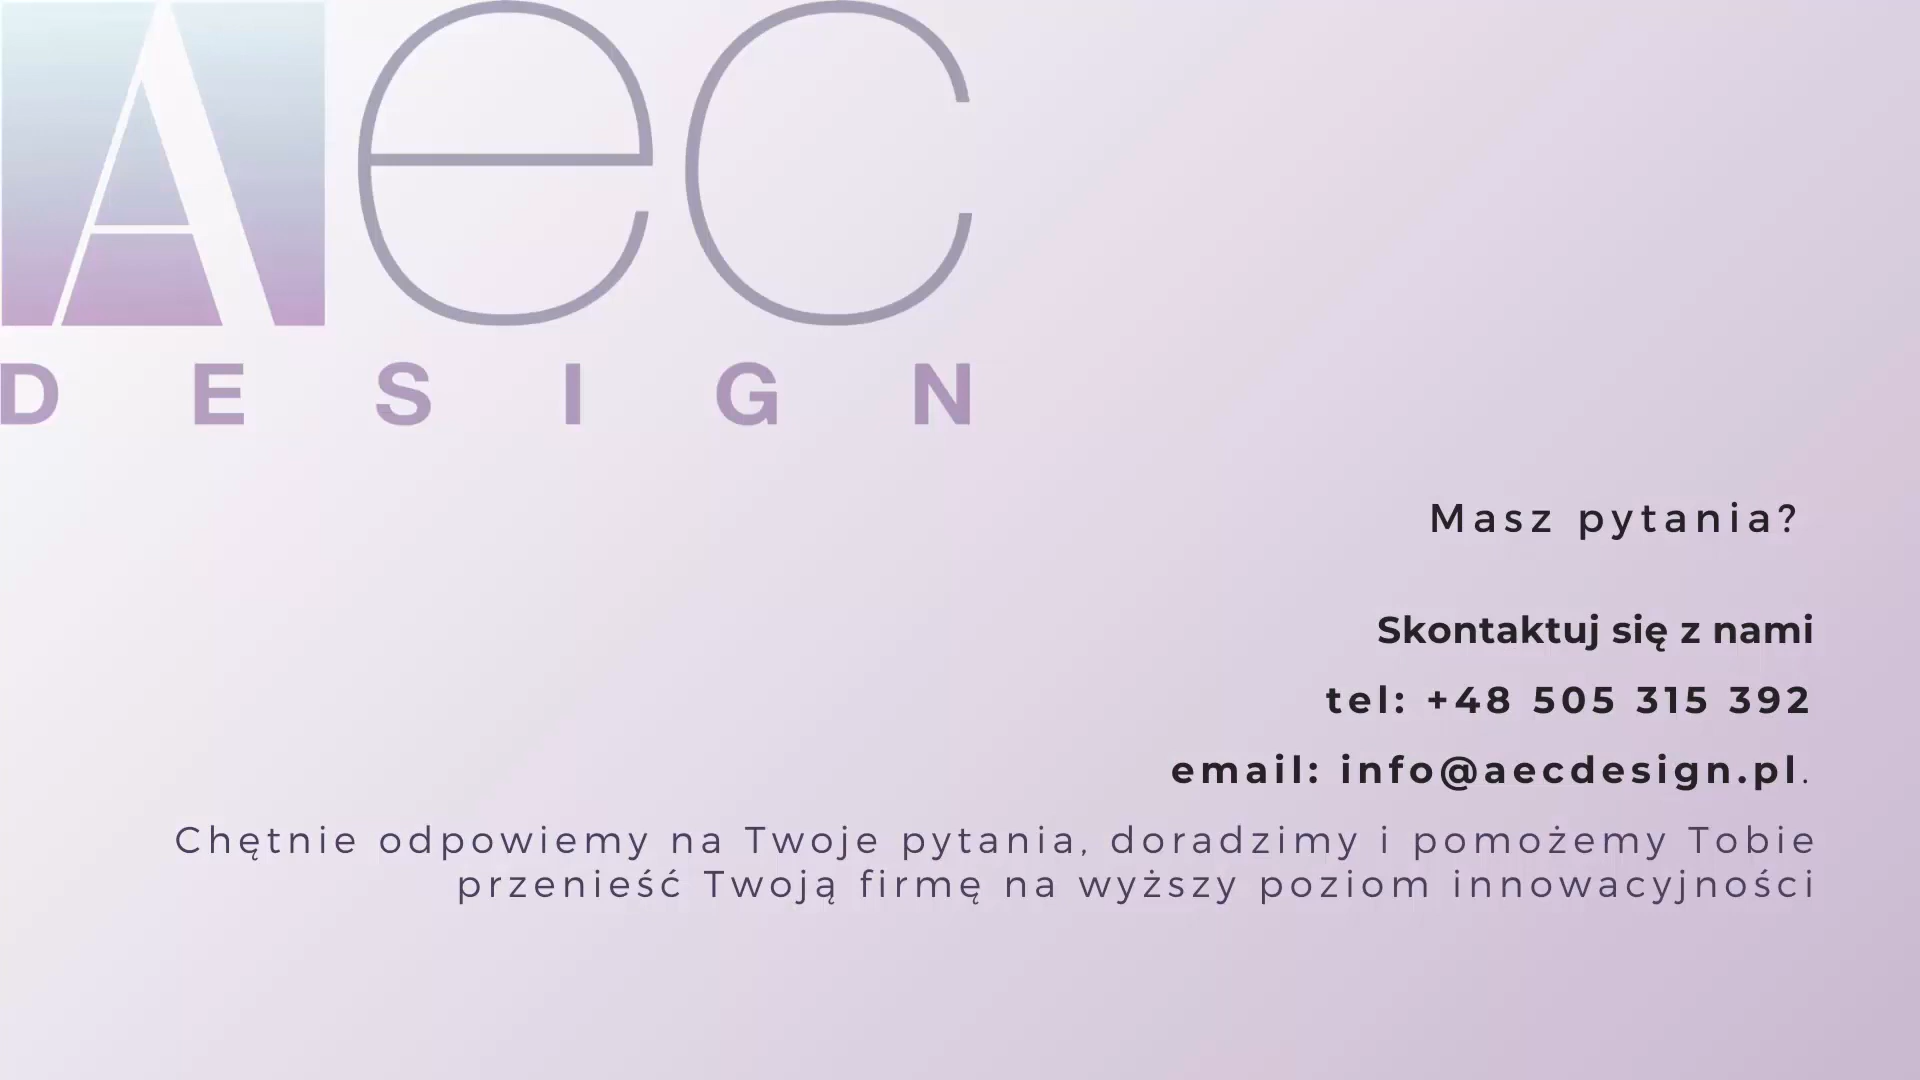 Aec
DESIGN
Masz pytania?
Skontaktuj się z nami
tel: +48 505 315 392
email: info@aecdesign.pl.
Chętnie odpowiemy na Twoje pytania, doradzimy i pomożemy Tobie
przenieść Twoją firmę na wyższy poziom innowacyjności